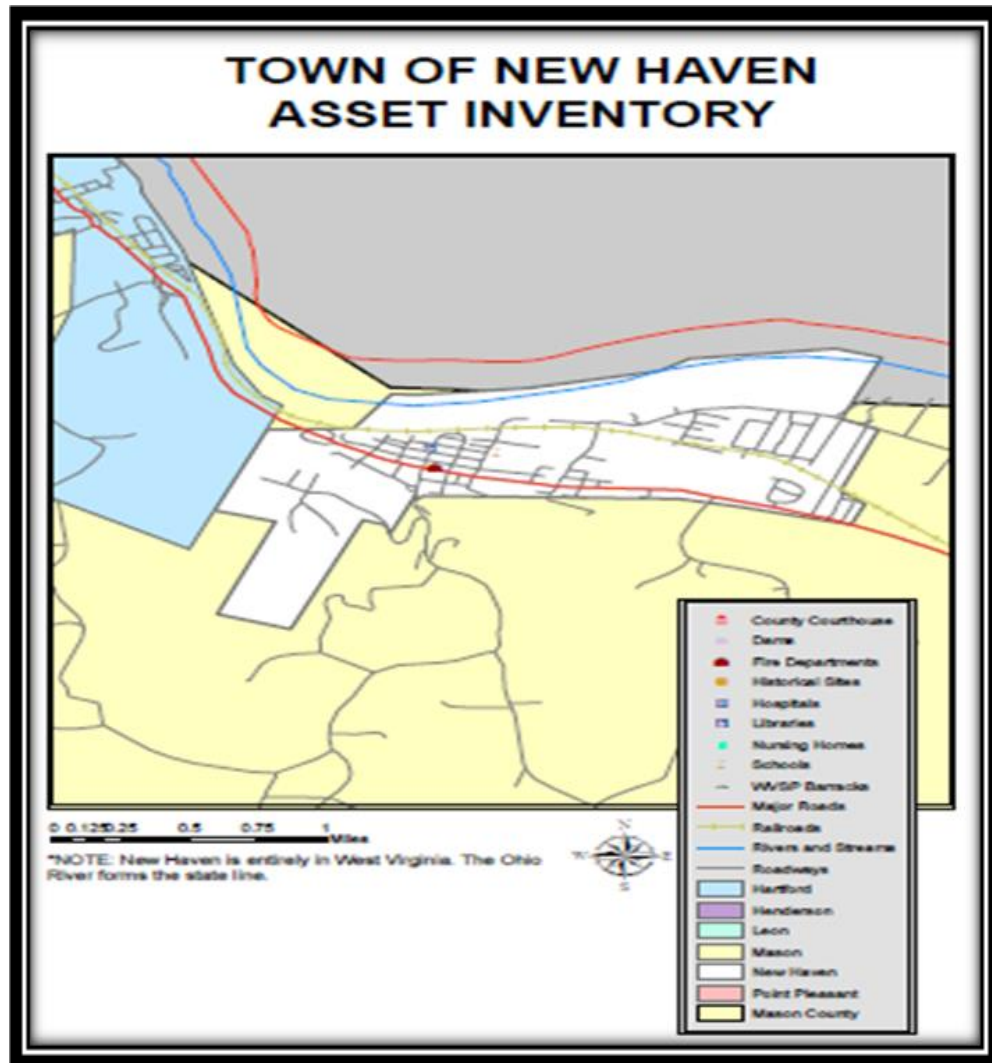 TOWN OF NEW HAVEN
ASSET INVENTORY
County Courthouse
Dams
Fire Departments
Historical Sites
Hospitals
Libraries
Nursing Homes
Schools
WVSP Barracks
Major Roads
Railroads
Rivers and Streams
Roadways
Hartford
Henderson
Leon
Mason
New Haven
Point Pleasant
Mason County
0 0.125 0.25 0.5 0.75 1
Miles
*NOTE: New Haven is entirely in West Virginia. The Ohio
River forms the state line.
N
W E
S